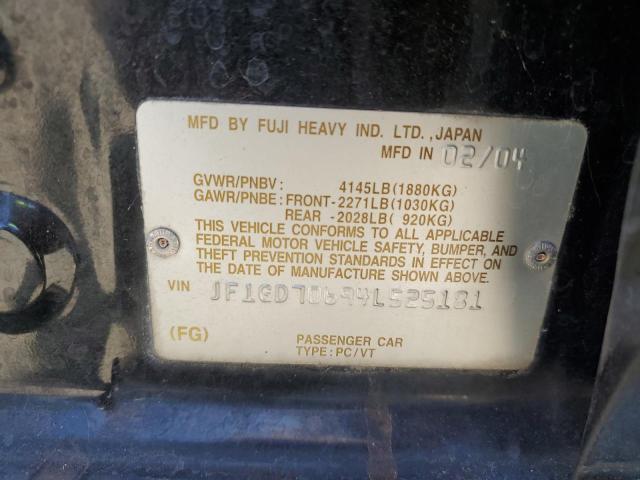 MFD BY FUJI HEAVY IND. LTD., JAPAN
MFD IN 02/04
GVWR/PNBV: 4145LB(1880KG)
GAWR/PNBE: FRONT-2271LB(1030KG)
REAR -2028LB( 920KG)
THIS VEHICLE CONFORMS TO ALL APPLICABLE
FEDERAL MOTOR VEHICLE SAFETY, BUMPER, AND
THEFT PREVENTION STANDARDS IN EFFECT ON
THE DATE OF MANUFACTURE SHOWN ABOVE.
VIN JF1GD70694L525181
(FG) PASSENGER CAR
TYPE: PC/VT